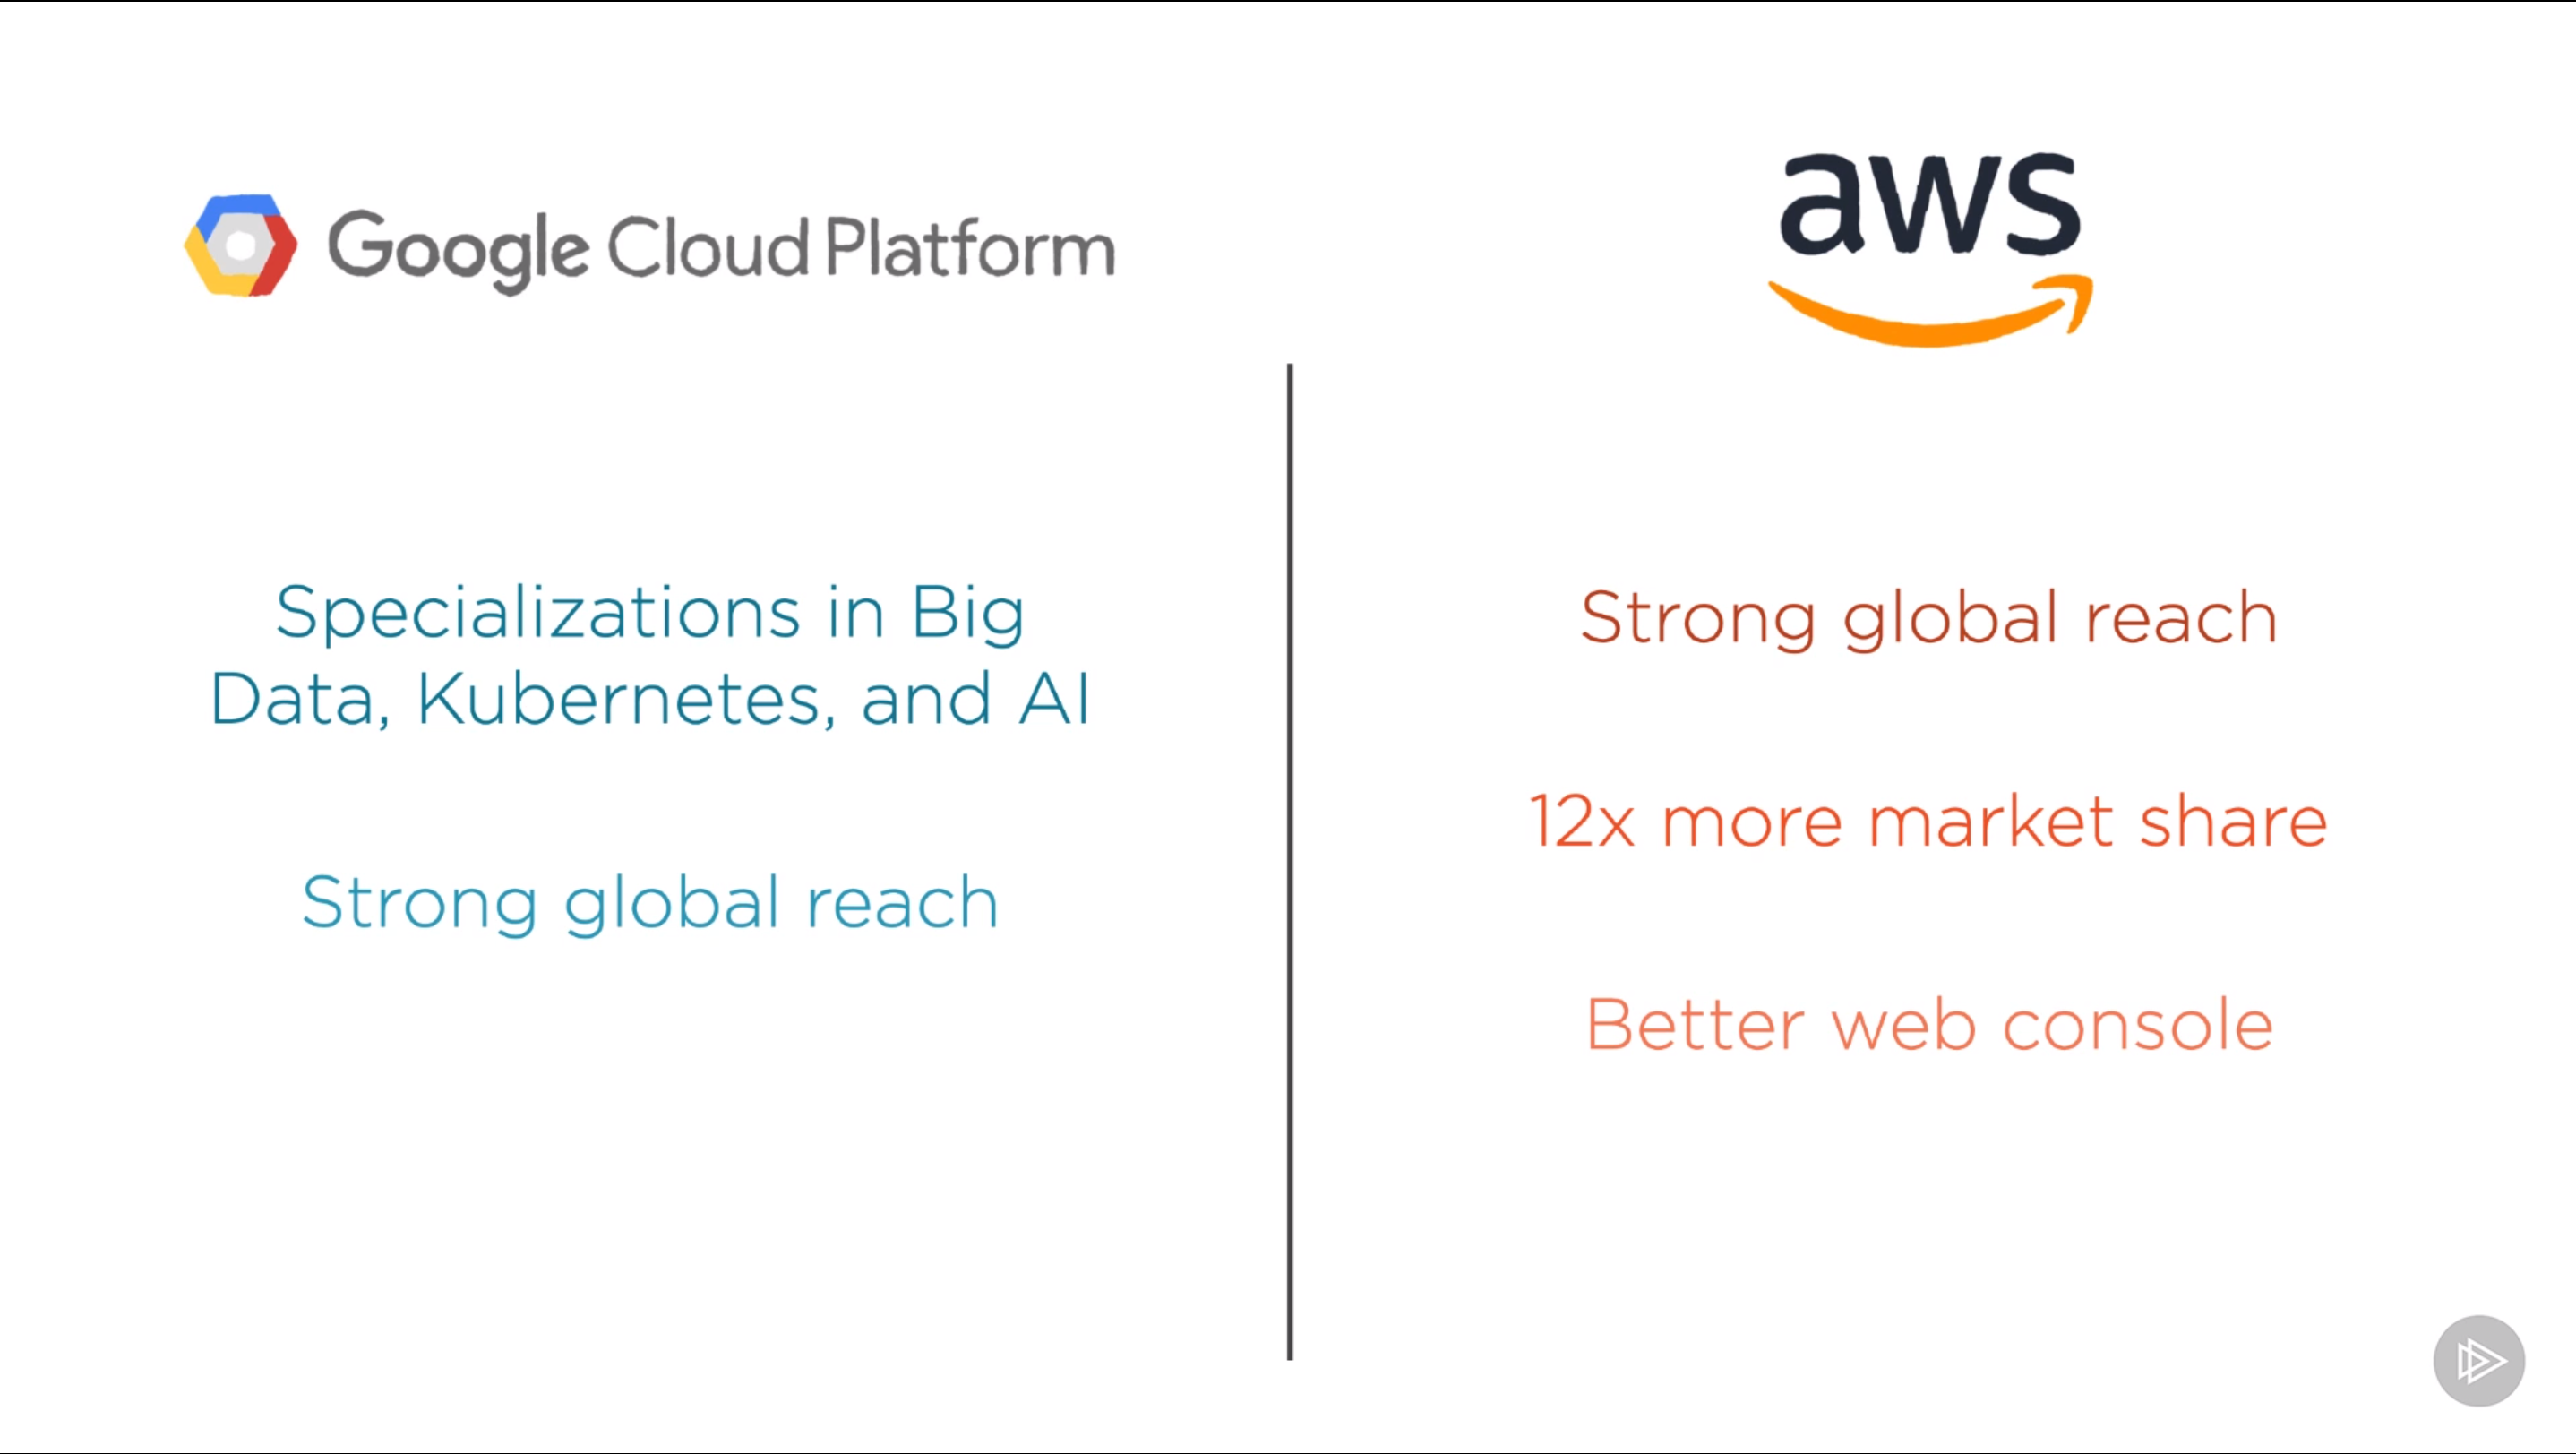 Google Cloud Platform
Specializations in Big
Data, Kubernetes, and AI
Strong global reach
aws
Strong global reach
12x more market share
Better web console